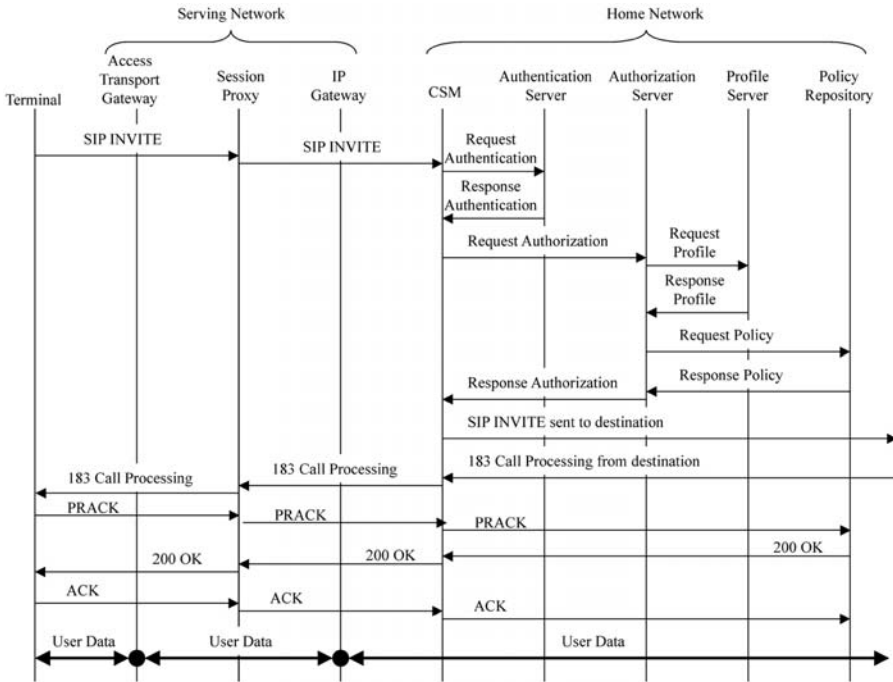 Serving Network
Home Network
Terminal
Access
Transport
Gateway
Session
Proxy
IP
Gateway
CSM
Authentication
Server
Authorization
Server
Profile
Server
Policy
Repository
SIP INVITE
SIP INVITE
Request
Authentication
Response
Authentication
Request Authorization
Request
Profile
Response
Profile
Request Policy
Response Policy
Response Authorization
SIP INVITE sent to destination
183 Call Processing from destination
183 Call Processing
183 Call Processing
PRACK
PRACK
PRACK
200 OK
200 OK
200 OK
ACK
ACK
ACK
User Data
User Data
User Data